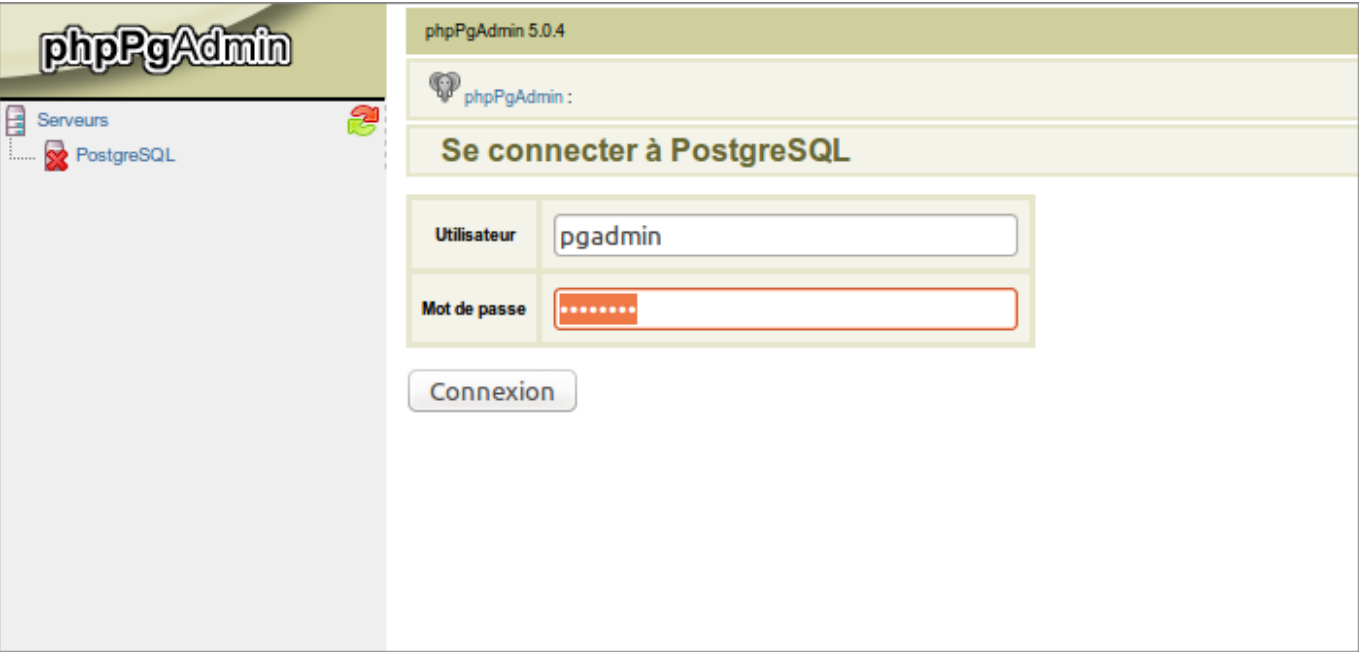 phpPgAdmin
Serveurs
PostgreSQL
phpPgAdmin 5.0.4
phpPgAdmin :
Se connecter à PostgreSQL
Utilisateur
pgadmin
Mot de passe
••••••••
Connexion